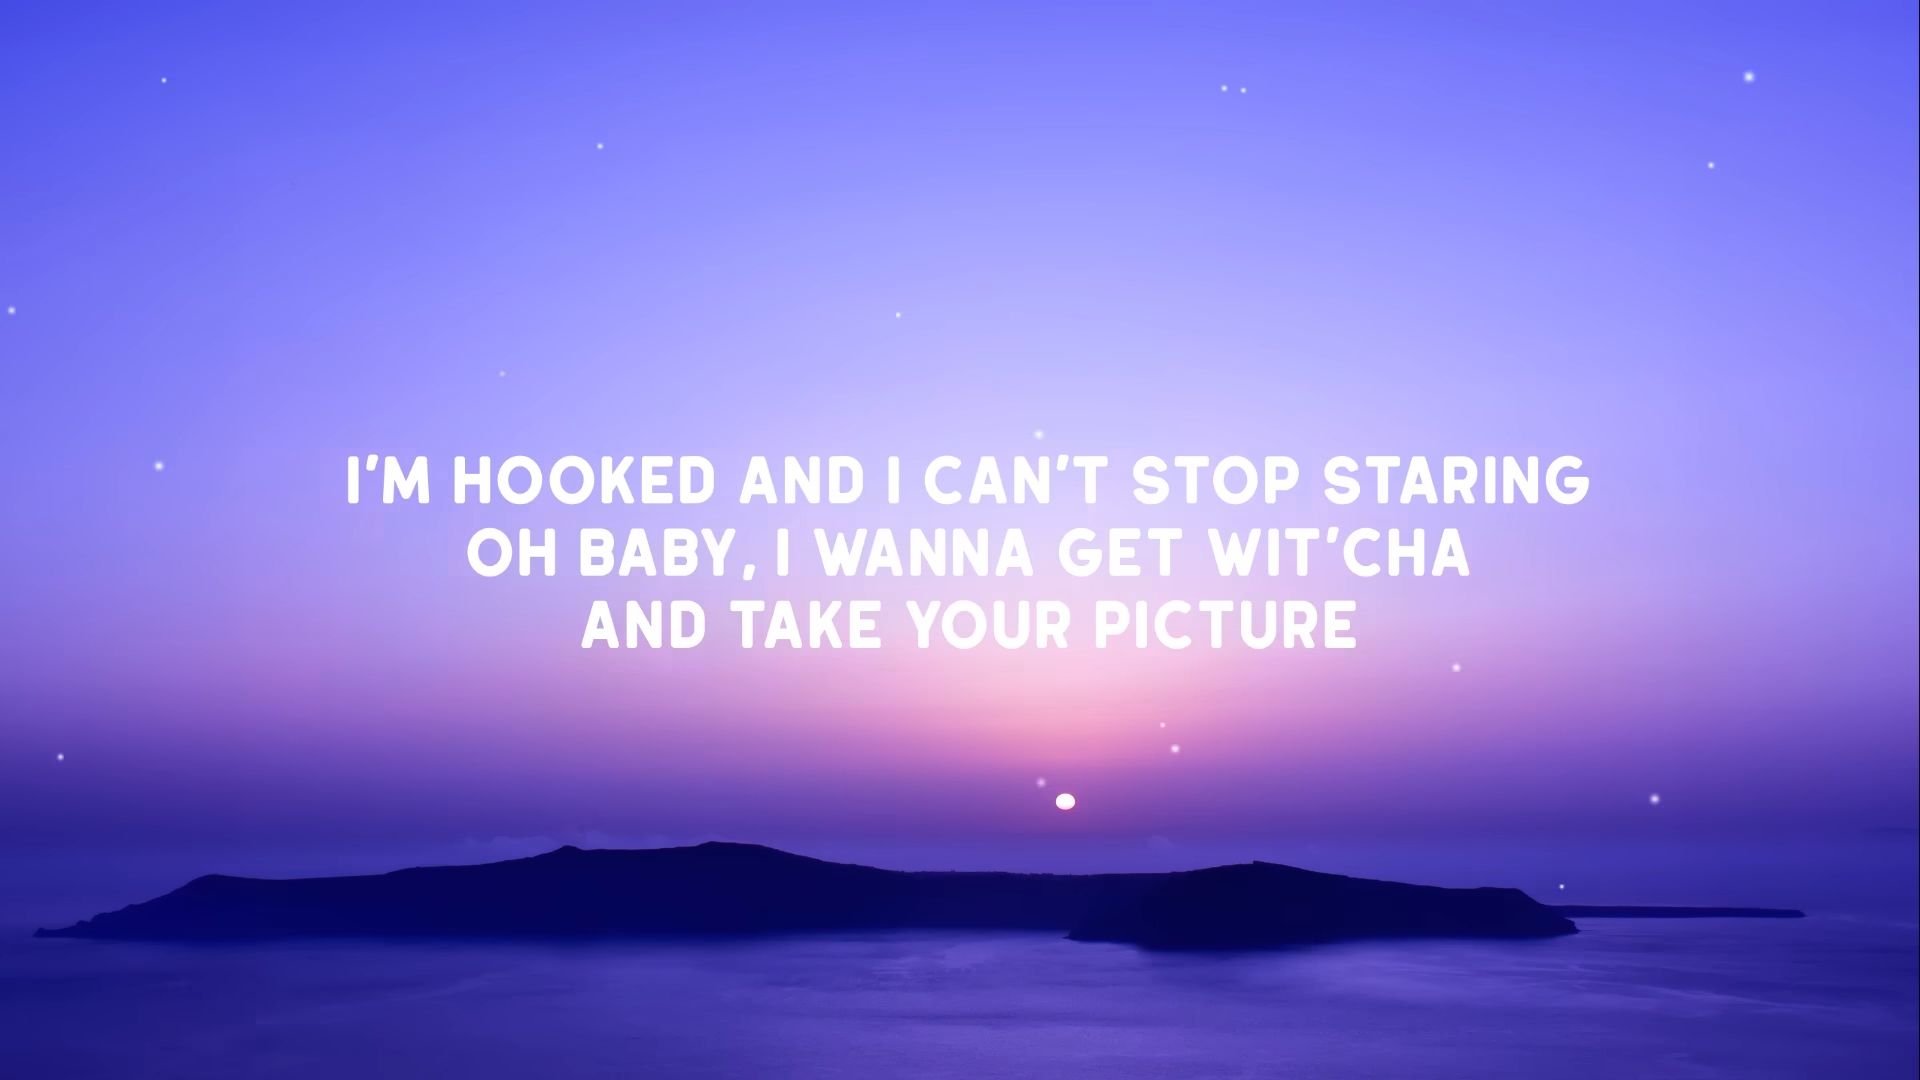 I'M HOOKED AND I CAN'T STOP STARING
OH BABY, I WANNA GET WIT'CHA
AND TAKE YOUR PICTURE